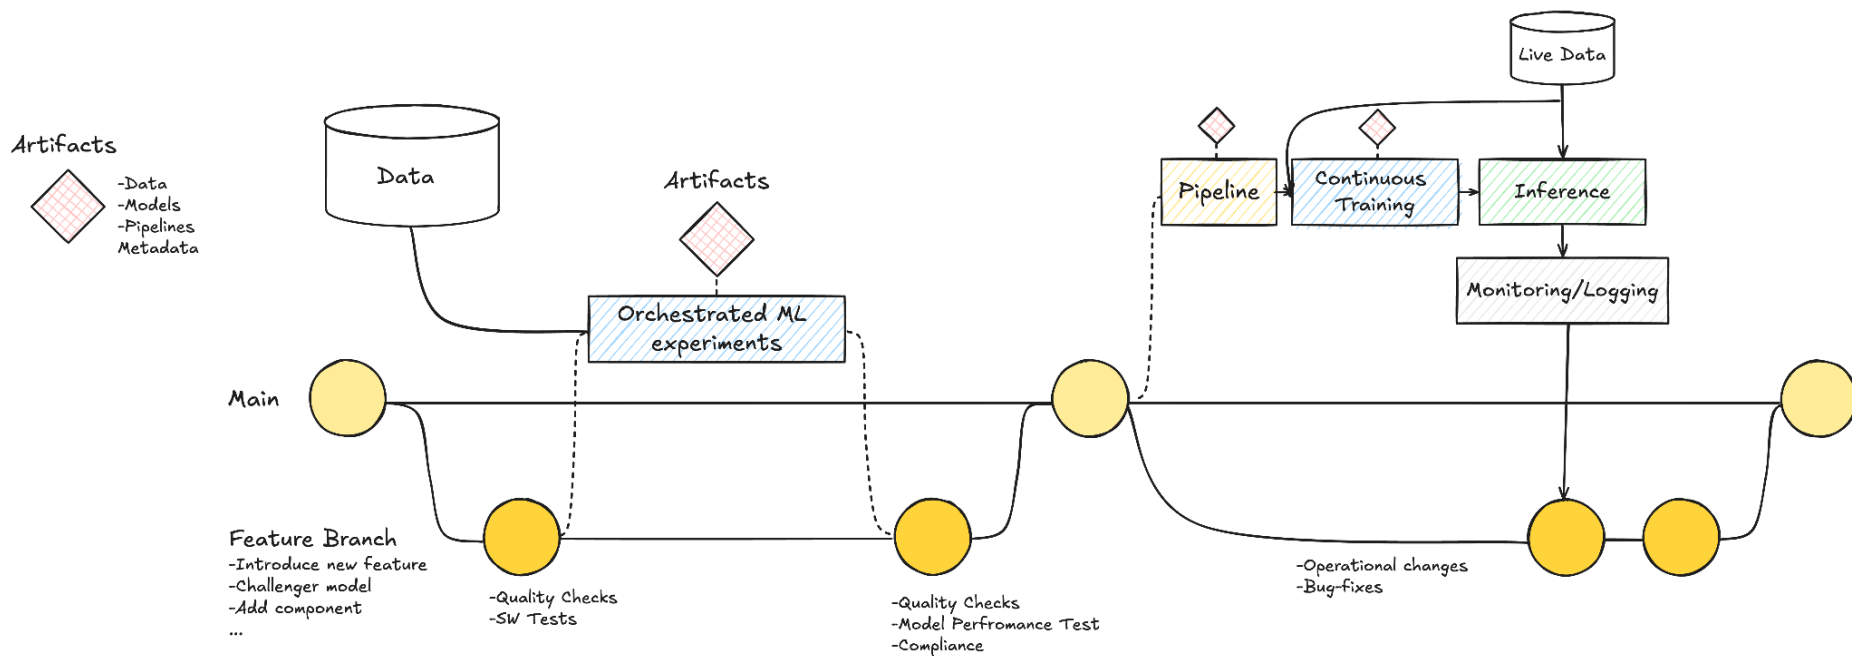 Artifacts
-Data
-Models
-Pipelines
Metadata
Data
Artifacts
Orchestrated ML
experiments
Live Data
Pipeline
Continuous
Training
Inference
Monitoring/Logging
Main
Feature Branch
-Introduce new feature
-Challenger model
-Add component
...
-Quality Checks
-SW Tests
-Quality Checks
-Model Perfromance Test
-Compliance
-Operational changes
-Bug-fixes